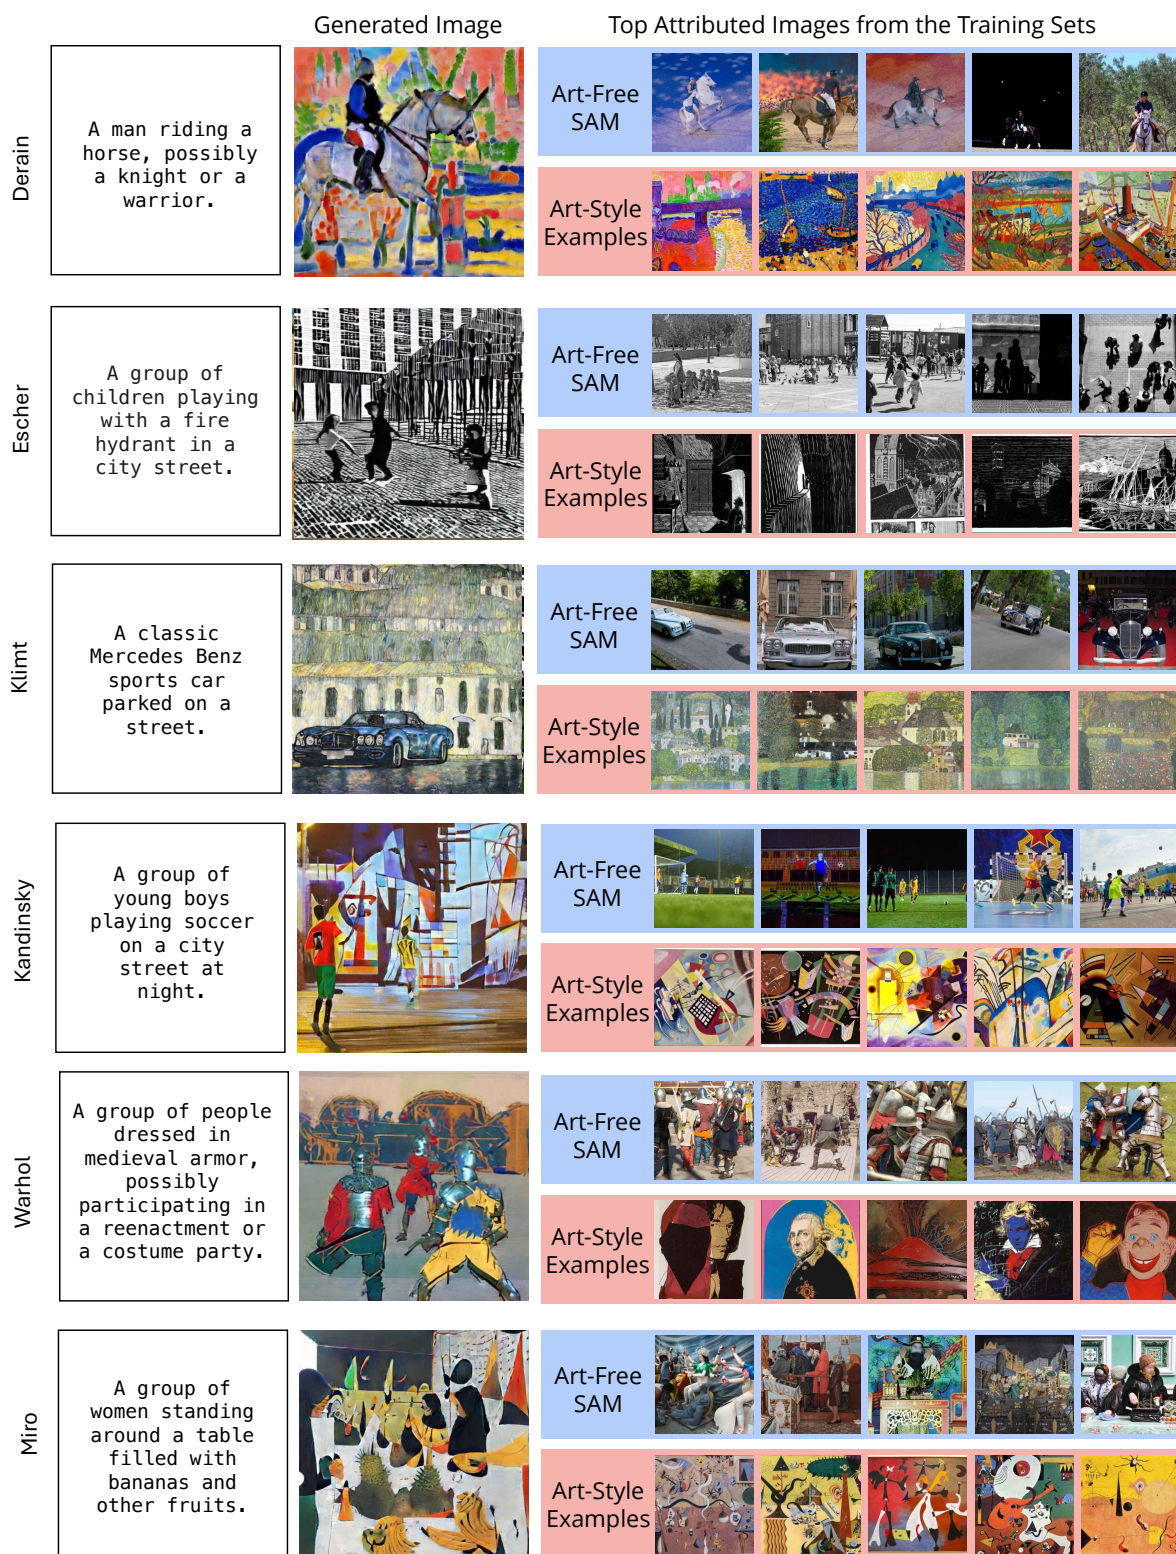 Generated Image
Top Attributed Images from the Training Sets
Derain
A man riding a
horse, possibly
a knight or a
warrior.
Art-Free
SAM
Art-Style
Examples
Escher
A group of
children playing
with a fire
hydrant in a
city street.
Art-Free
SAM
Art-Style
Examples
Klimt
A classic
Mercedes Benz
sports car
parked on a
street.
Art-Free
SAM
Art-Style
Examples
Kandinsky
A group of
young boys
playing soccer
on a city
street at
night.
Art-Free
SAM
Art-Style
Examples
Warhol
A group of people
dressed in
medieval armor,
possibly
participating in
a reenactment or
a costume party.
Art-Free
SAM
Art-Style
Examples
Miro
A group of
women standing
around a table
filled with
bananas and
other fruits.
Art-Free
SAM
Art-Style
Examples